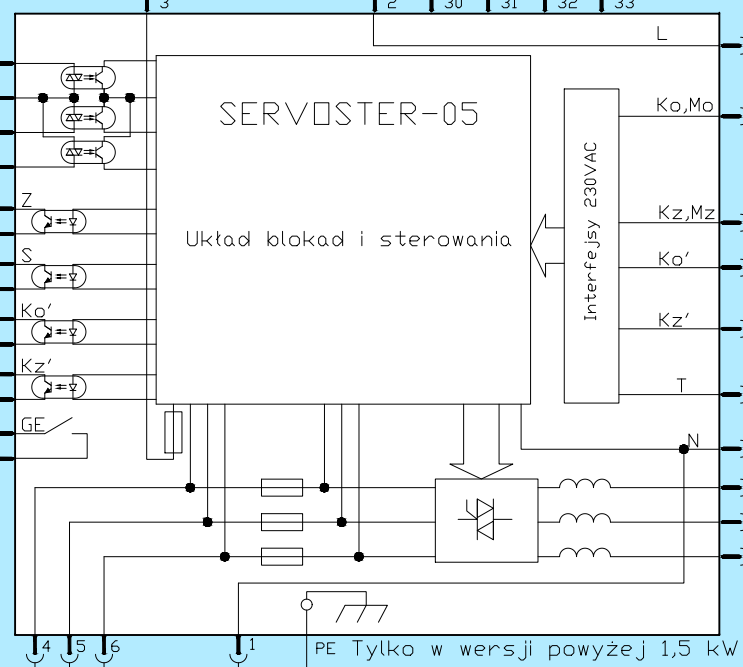 3 2 30 31 32 33
L
SERVOSTER-05
Ko,Mo
Interfejsy 230VAC
Z
Kz,Mz
Układ blokad i sterowania
S
Ko'
Ko'
Kz'
Kz'
T
GE
N
4 5 6 1 PE Tylko w wersji powyżej 1,5 kW